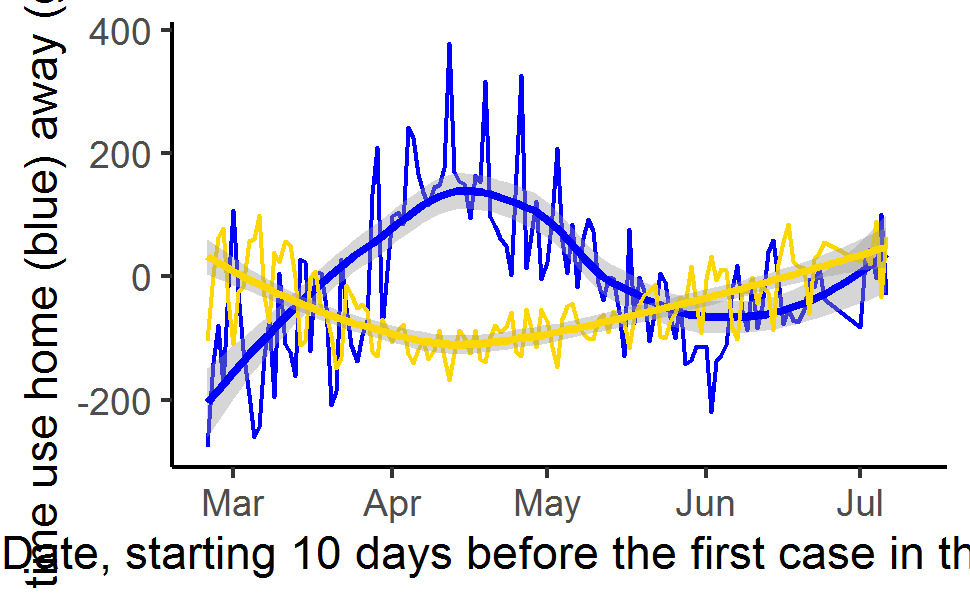 time use home (blue) away (
400
200
0
-200
Mar
Apr
May
Jun
Jul
Date, starting 10 days before the first case in th